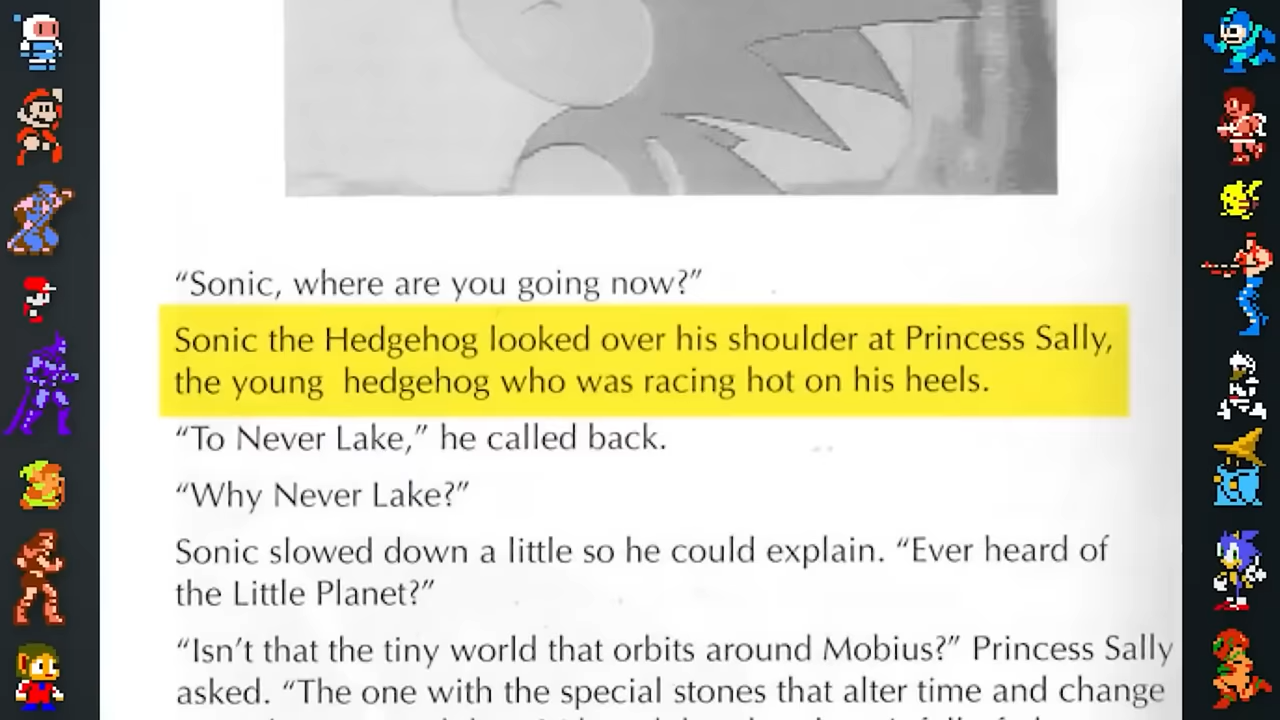 “Sonic, where are you going now?”
Sonic the Hedgehog looked over his shoulder at Princess Sally,
the young hedgehog who was racing hot on his heels.
“To Never Lake,” he called back.
“Why Never Lake?”
Sonic slowed down a little so he could explain. “Ever heard of
the Little Planet?”
“Isn’t that the tiny world that orbits around Mobius?” Princess Sally
asked. “The one with the special stones that alter time and change